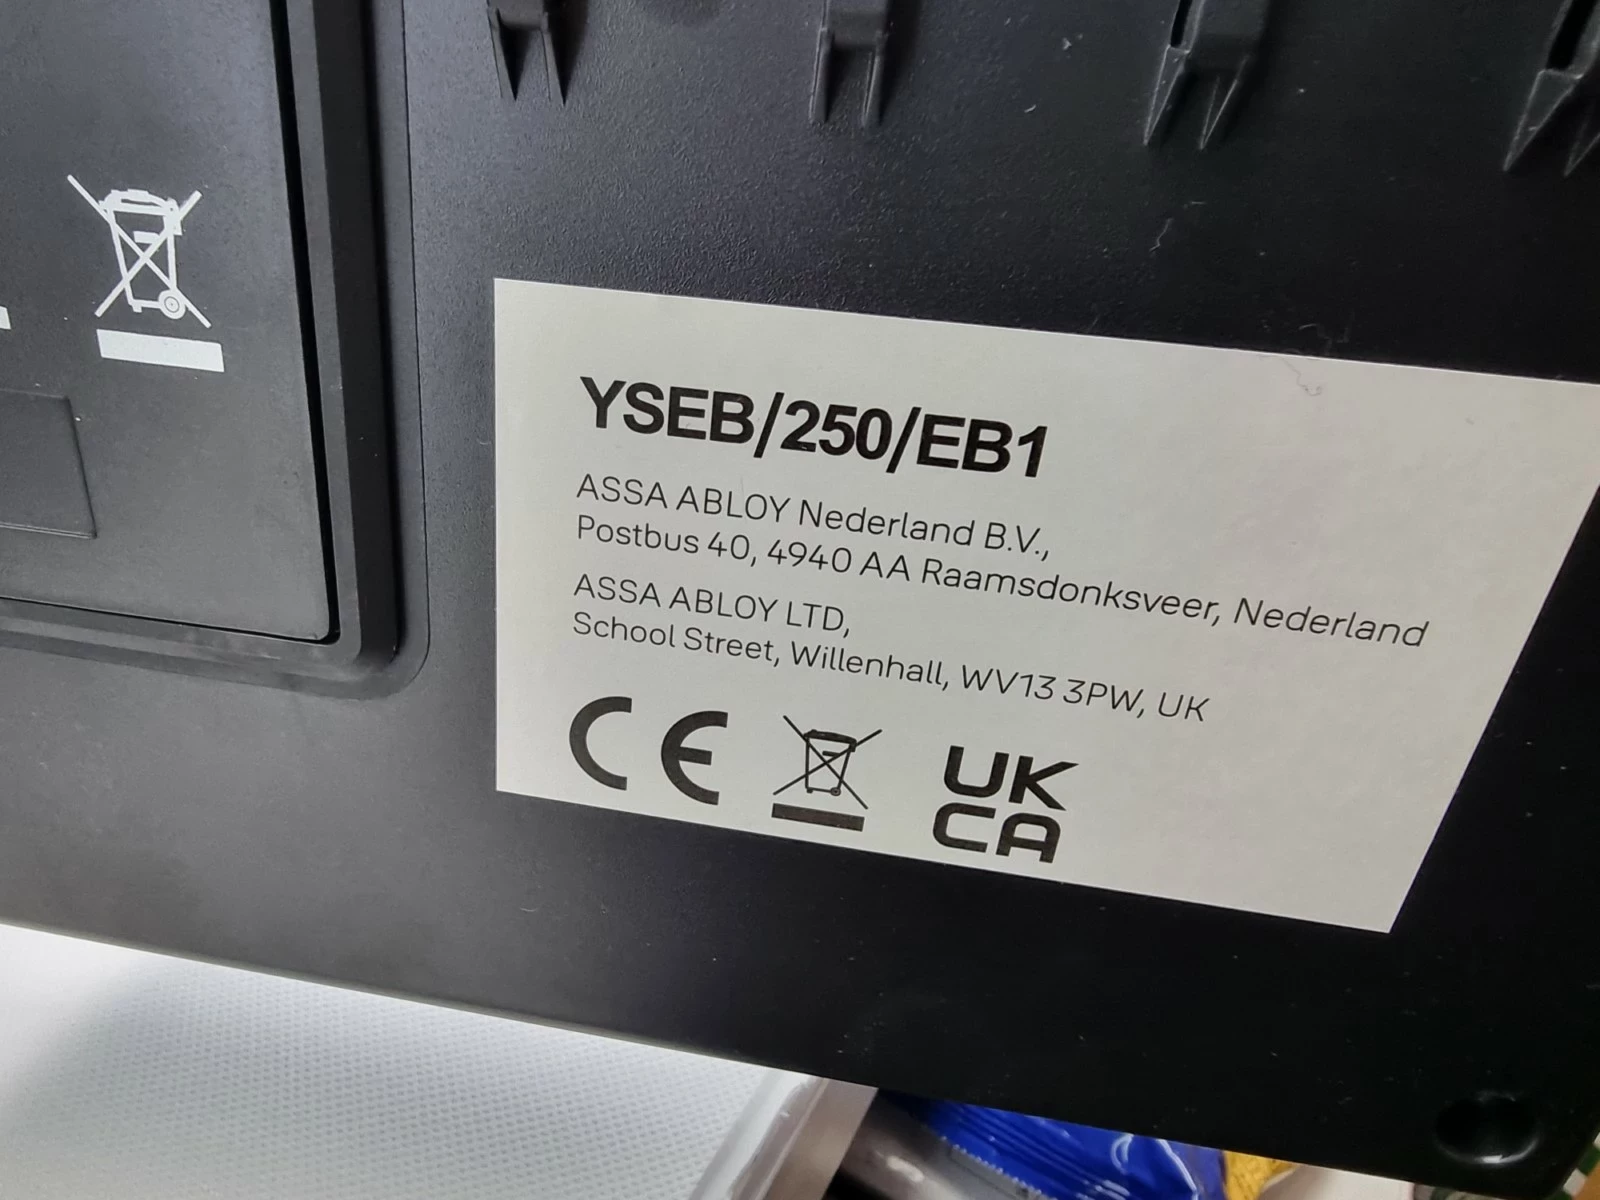 YSEB/250/EB1
ASSA ABLOY Nederland B.V.,
Postbus 40, 4940 AA Raamsdonksveer, Nederland
ASSA ABLOY LTD,
School Street, Willenhall, WV13 3PW, UK
CE
UK
CA